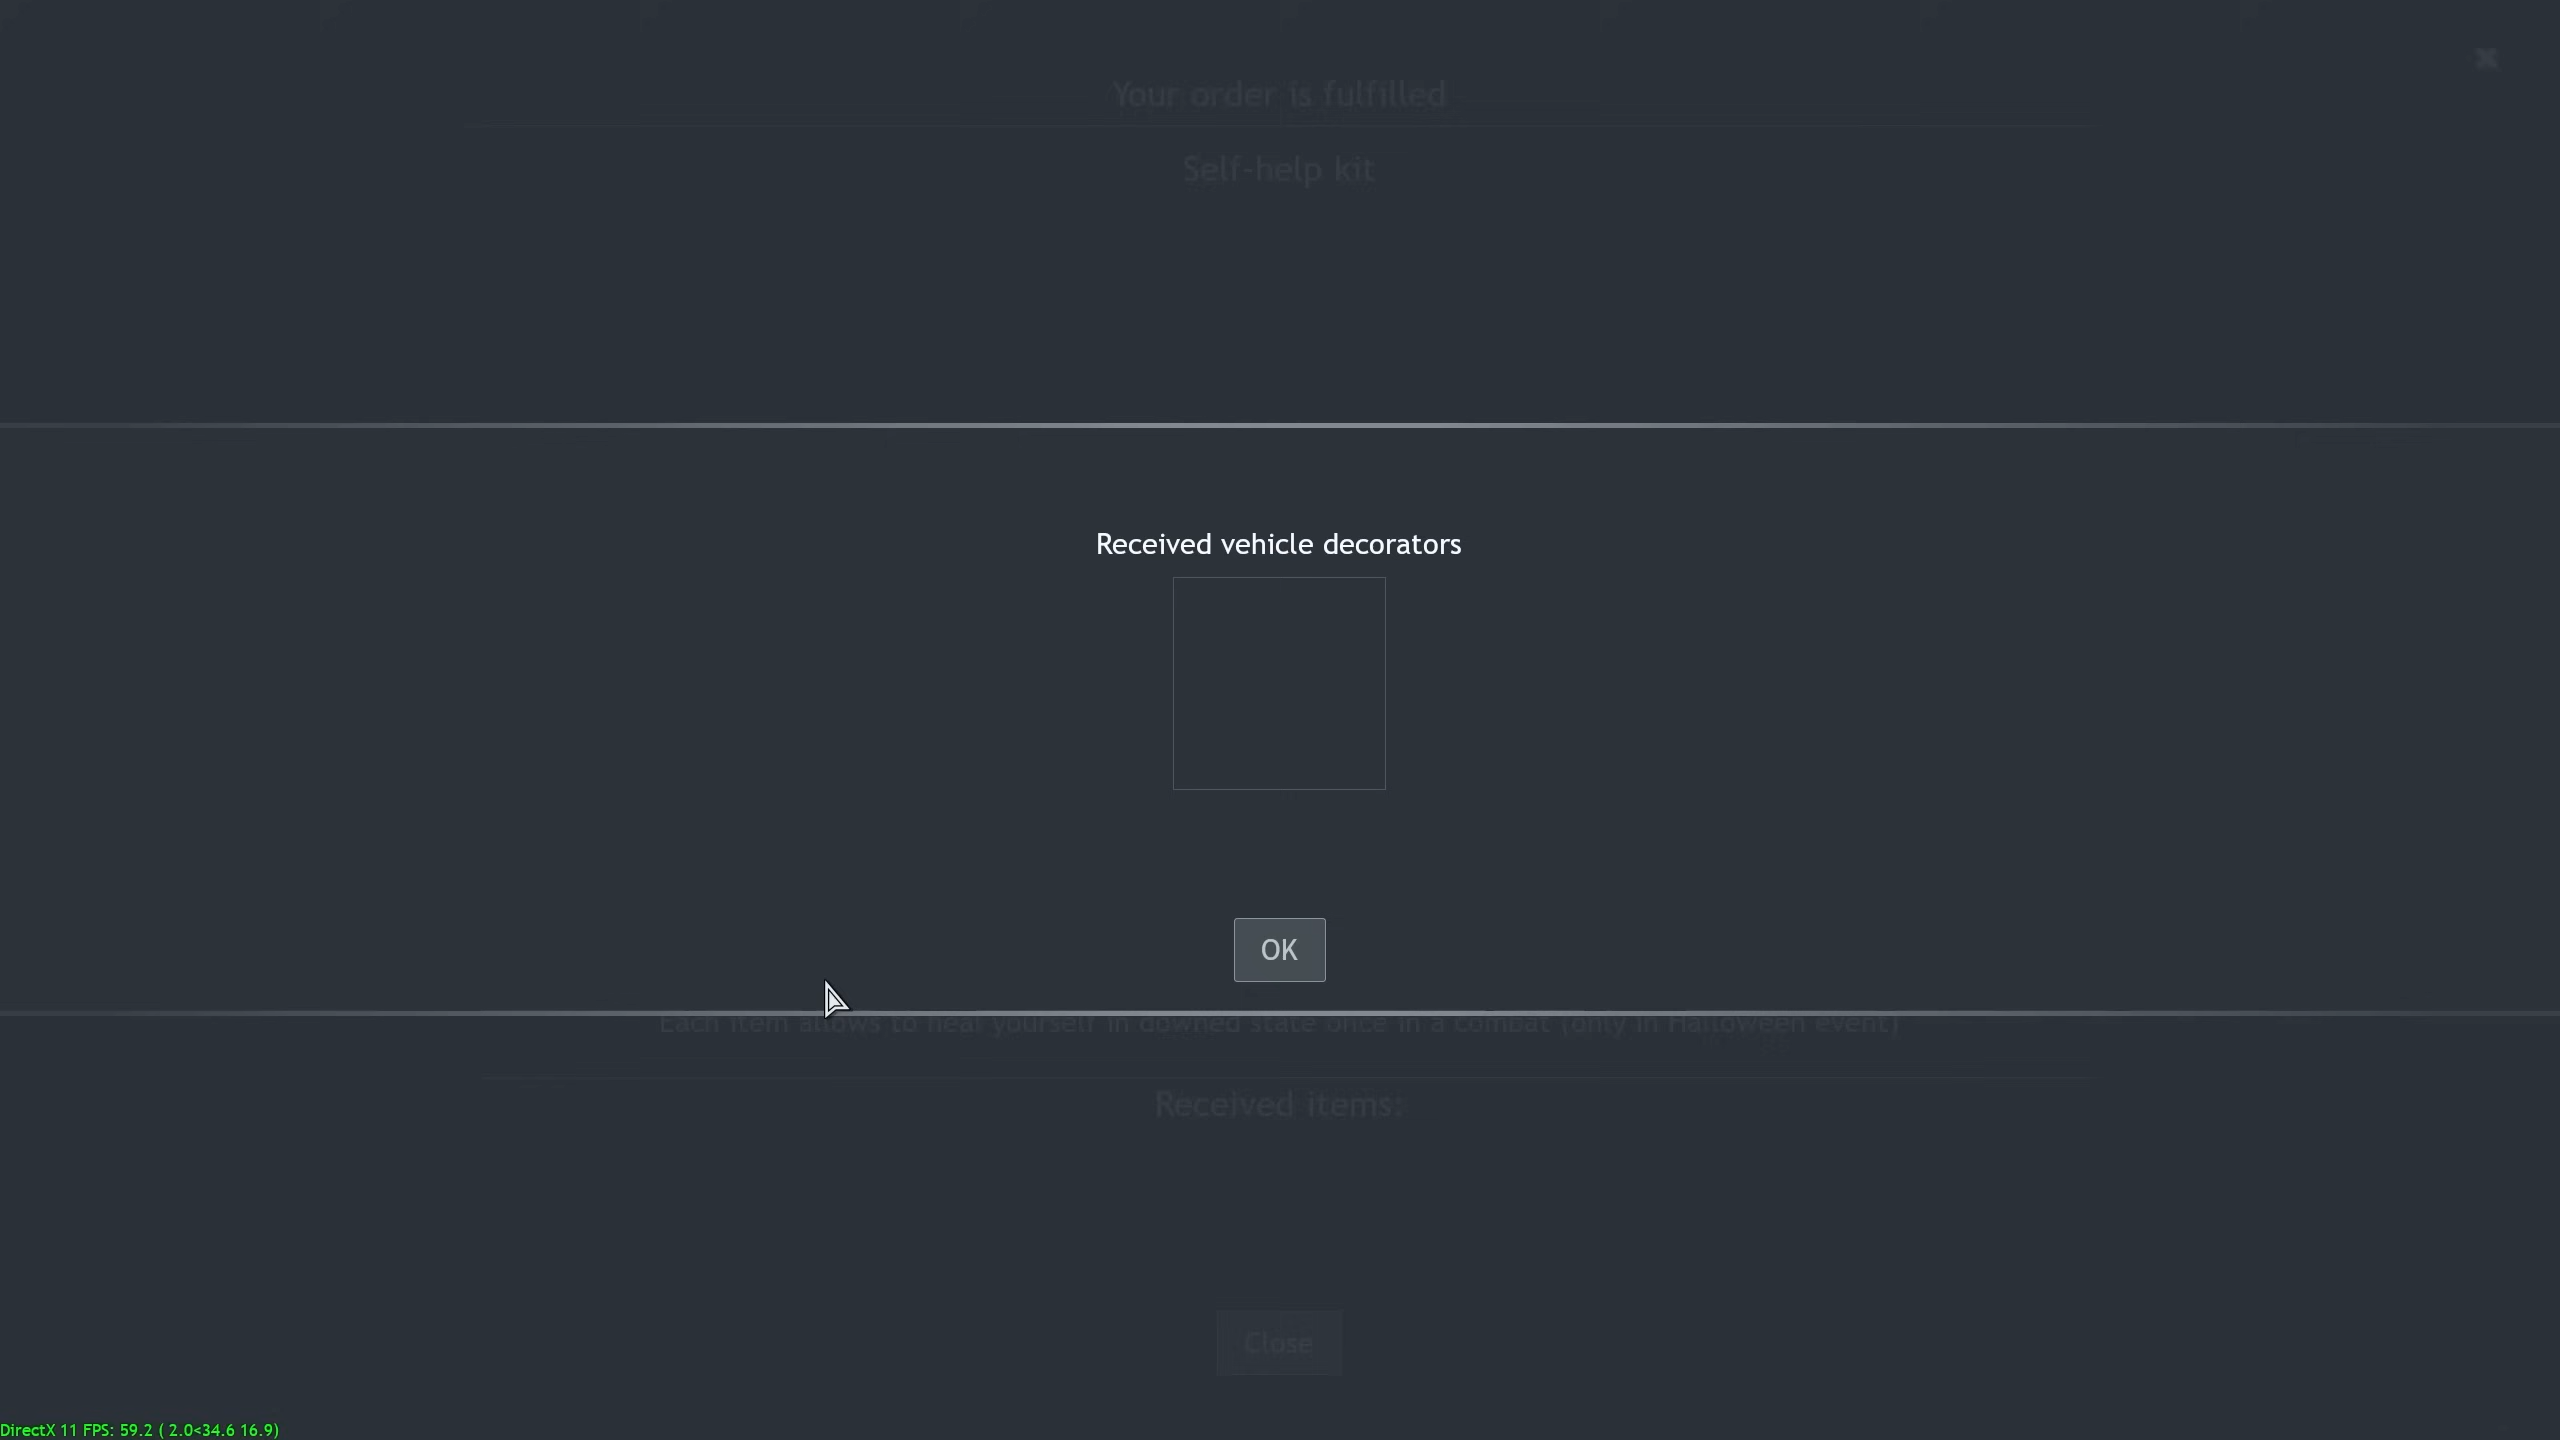 Your order is fulfilled
Self-help kit
Received vehicle decorators
OK
Each item allows to heal yourself in downed state once in a combat (only in Halloween event)
Received items:
Close
DirectX 11 FPS: 59.2 ( 2.0<34.6 16.9)